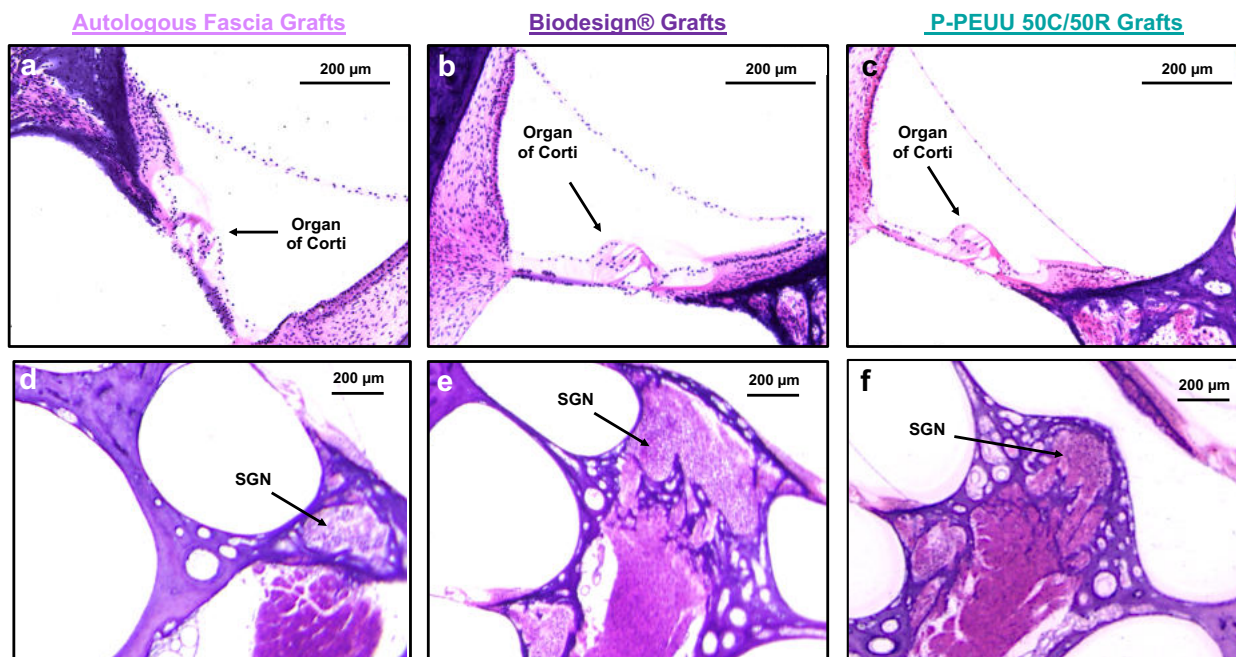 Autologous Fascia Grafts
Biodesign® Grafts
P-PEUU 50C/50R Grafts
a
200 µm
Organ
of Corti
b
200 µm
Organ
of Corti
c
200 µm
Organ
of Corti
d
200 µm
SGN
e
200 µm
SGN
f
200 µm
SGN